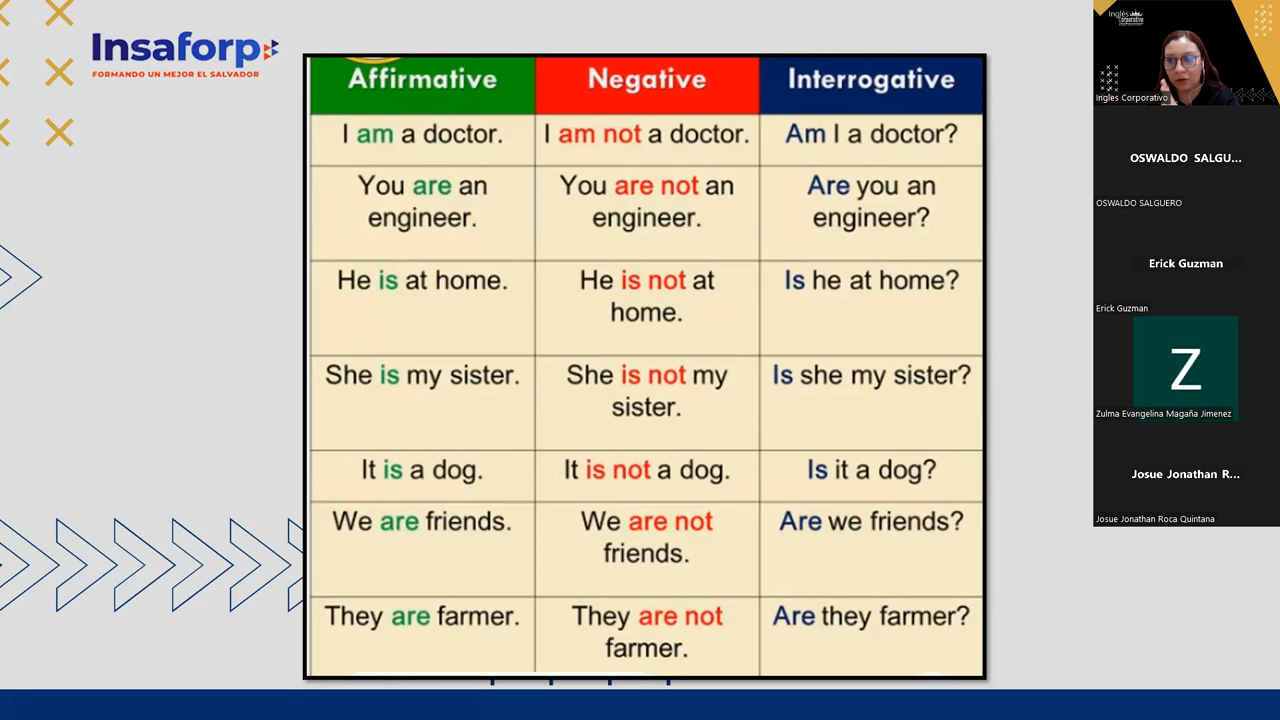 Insaforp
FORMANDO UN MEJOR EL SALVADOR
Affirmative Negative Interrogative
I am a doctor. I am not a doctor. Am I a doctor?
You are an engineer. You are not an engineer. Are you an engineer?
He is at home. He is not at home. Is he at home?
She is my sister. She is not my sister. Is she my sister?
It is a dog. It is not a dog. Is it a dog?
We are friends. We are not friends. Are we friends?
They are farmer. They are not farmer. Are they farmer?
Inglés
Corporativo
Ingles Corporativo
OSWALDO SALGU...
OSWALDO SALGUERO
Erick Guzman
Erick Guzman
Z
Zulma Evangelina Magaña Jimenez
Josue Jonathan R...
Josue Jonathan Roca Quintana